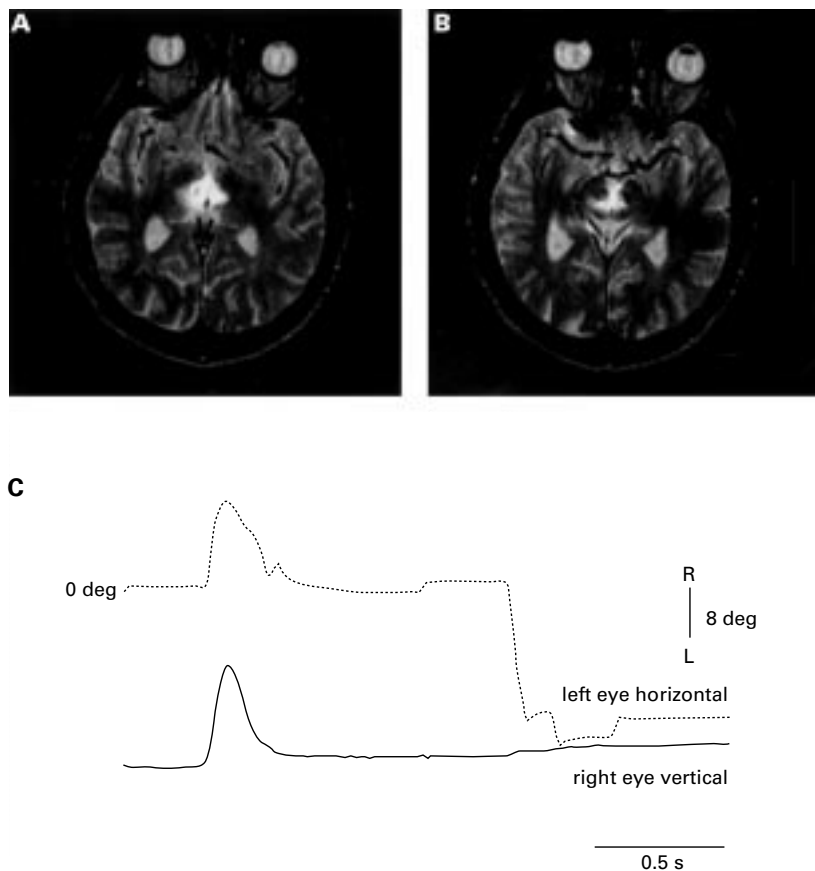 A
B
C
0 deg
R
8 deg
L
left eye horizontal
right eye vertical
0.5 s